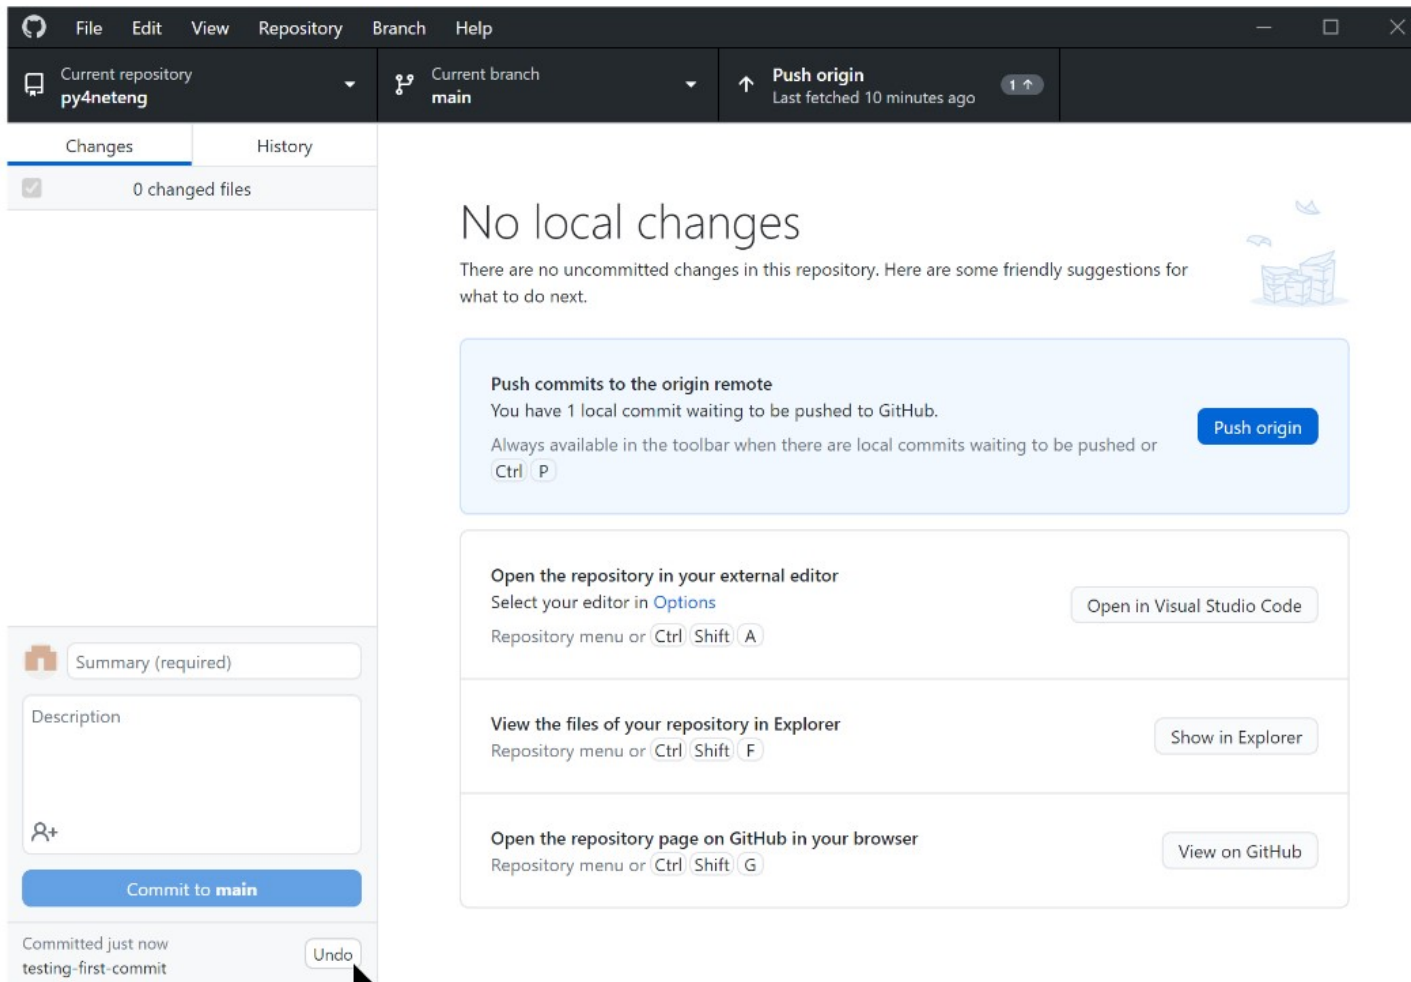 File Edit View Repository Branch Help
Current repository
py4neteng
Current branch
main
Push origin
Last fetched 10 minutes ago
1
Changes
History
0 changed files
No local changes
There are no uncommitted changes in this repository. Here are some friendly suggestions for
what to do next.
Push commits to the origin remote
You have 1 local commit waiting to be pushed to GitHub.
Always available in the toolbar when there are local commits waiting to be pushed or
Ctrl P
Push origin
Open the repository in your external editor
Select your editor in Options
Repository menu or Ctrl Shift A
Open in Visual Studio Code
View the files of your repository in Explorer
Repository menu or Ctrl Shift F
Show in Explorer
Open the repository page on GitHub in your browser
Repository menu or Ctrl Shift G
View on GitHub
Summary (required)
Description
Commit to main
Committed just now
testing-first-commit
Undo